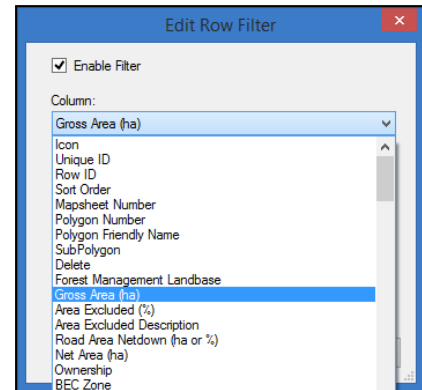 Edit Row Filter
Enable Filter
Column:
Gross Area (ha)
Icon
Unique ID
Row ID
Sort Order
Mapsheet Number
Polygon Number
Polygon Friendly Name
SubPolygon
Delete
Forest Management Landbase
Gross Area (ha)
Area Excluded (%)
Area Excluded Description
Road Area Netdown (ha or %)
Net Area (ha)
Ownership
BEC Zone